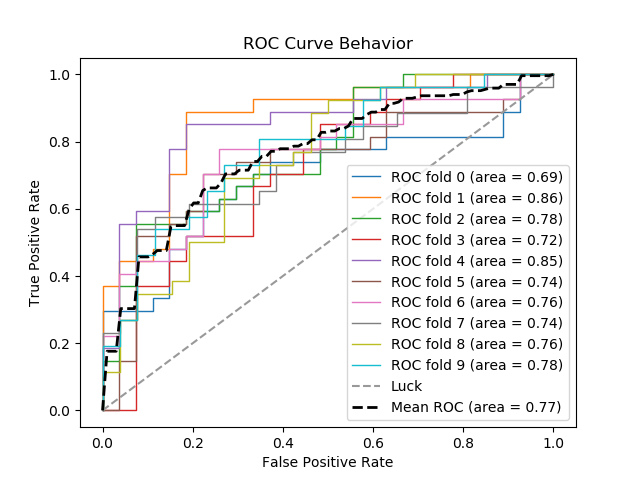 ROC Curve Behavior
True Positive Rate
1.0
0.8
0.6
0.4
0.2
0.0
ROC fold 0 (area = 0.69)
ROC fold 1 (area = 0.86)
ROC fold 2 (area = 0.78)
ROC fold 3 (area = 0.72)
ROC fold 4 (area = 0.85)
ROC fold 5 (area = 0.74)
ROC fold 6 (area = 0.76)
ROC fold 7 (area = 0.74)
ROC fold 8 (area = 0.76)
ROC fold 9 (area = 0.78)
Luck
Mean ROC (area = 0.77)
0.0 0.2 0.4 0.6 0.8 1.0
False Positive Rate